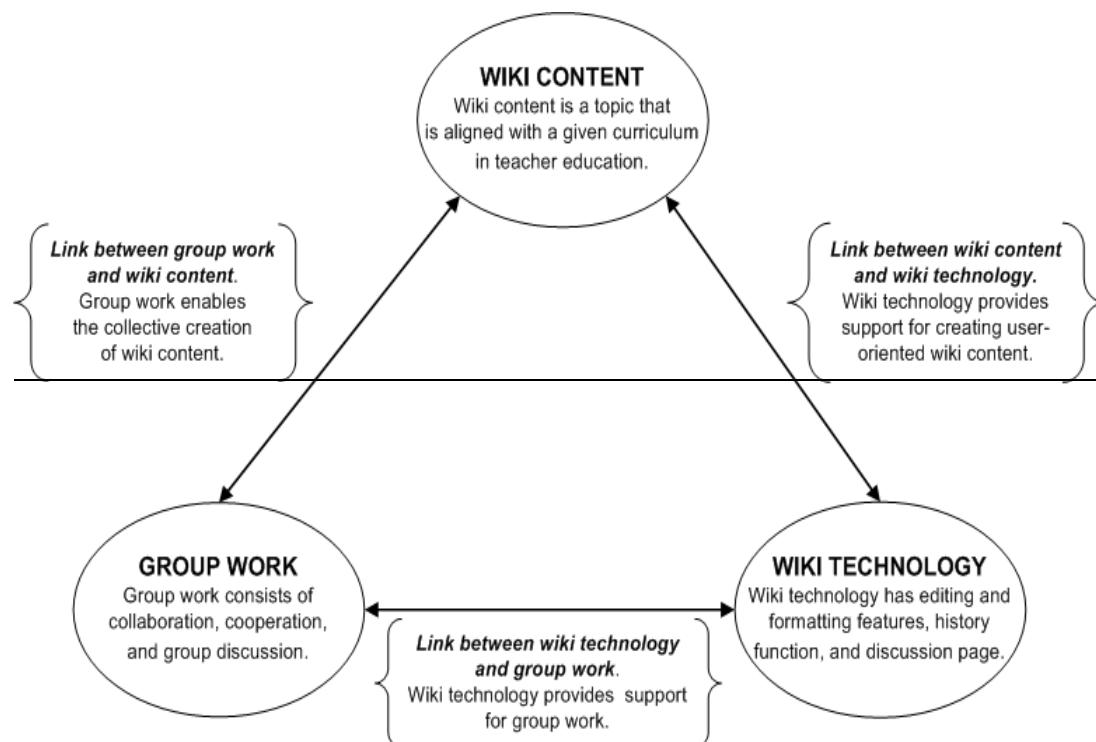 WIKI CONTENT
Wiki content is a topic that
is aligned with a given curriculum
in teacher education.
Link between group work
and wiki content.
Group work enables
the collective creation
of wiki content.
Link between wiki content
and wiki technology.
Wiki technology provides
support for creating user-
oriented wiki content.
GROUP WORK
Group work consists of
collaboration, cooperation,
and group discussion.
WIKI TECHNOLOGY
Wiki technology has editing and
formatting features, history
function, and discussion page.
Link between wiki technology
and group work.
Wiki technology provides support
for group work.